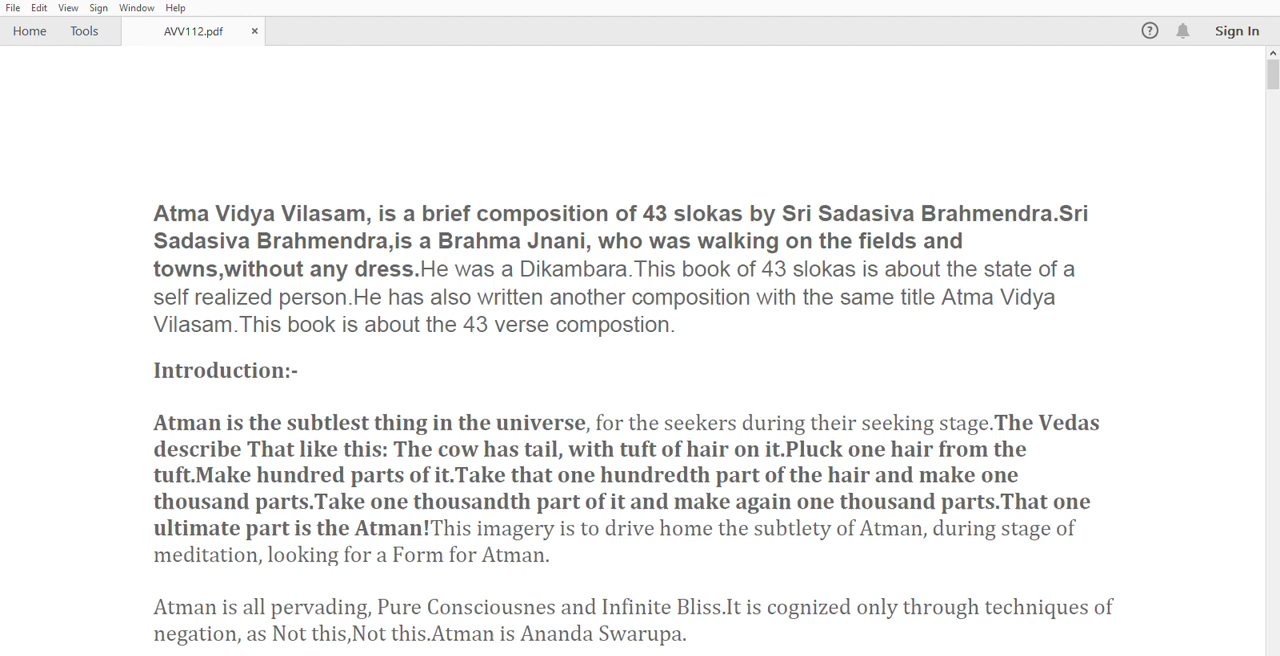 File Edit View Sign Window Help
Home Tools AVV112.pdf × ? Sign In
Atma Vidya Vilasam, is a brief composition of 43 slokas by Sri Sadasiva Brahmendra.Sri
Sadasiva Brahmendra,is a Brahma Jnani, who was walking on the fields and
towns,without any dress.He was a Dikambara.This book of 43 slokas is about the state of a
self realized person.He has also written another composition with the same title Atma Vidya
Vilasam.This book is about the 43 verse compostion.
Introduction:-
Atman is the subtlest thing in the universe, for the seekers during their seeking stage.The Vedas
describe That like this: The cow has tail, with tuft of hair on it.Pluck one hair from the
tuft.Make hundred parts of it.Take that one hundredth part of the hair and make one
thousand parts.Take one thousandth part of it and make again one thousand parts.That one
ultimate part is the Atman!This imagery is to drive home the subtlety of Atman, during stage of
meditation, looking for a Form for Atman.
Atman is all pervading, Pure Consciousnes and Infinite Bliss.It is cognized only through techniques of
negation, as Not this,Not this.Atman is Ananda Swarupa.